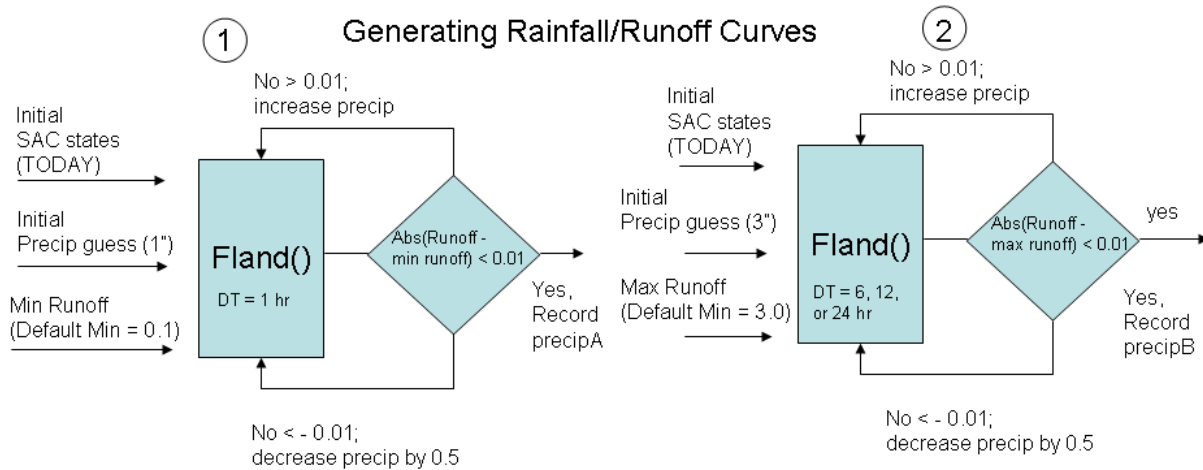 Generating Rainfall/Runoff Curves
1
No > 0.01;
increase precip
Initial
SAC states
(TODAY)
Initial
Precip guess (1")
Min Runoff
(Default Min = 0.1)
Fland()
DT = 1 hr
Abs(Runoff -
min runoff) < 0.01
Yes,
Record
precipA
No < - 0.01;
decrease precip by 0.5
2
No > 0.01;
increase precip
Initial
SAC states
(TODAY)
Initial
Precip guess (3")
Max Runoff
(Default Min = 3.0)
Fland()
DT = 6, 12,
or 24 hr
Abs(Runoff -
max runoff) < 0.01
yes
Yes,
Record
precipB
No < - 0.01;
decrease precip by 0.5